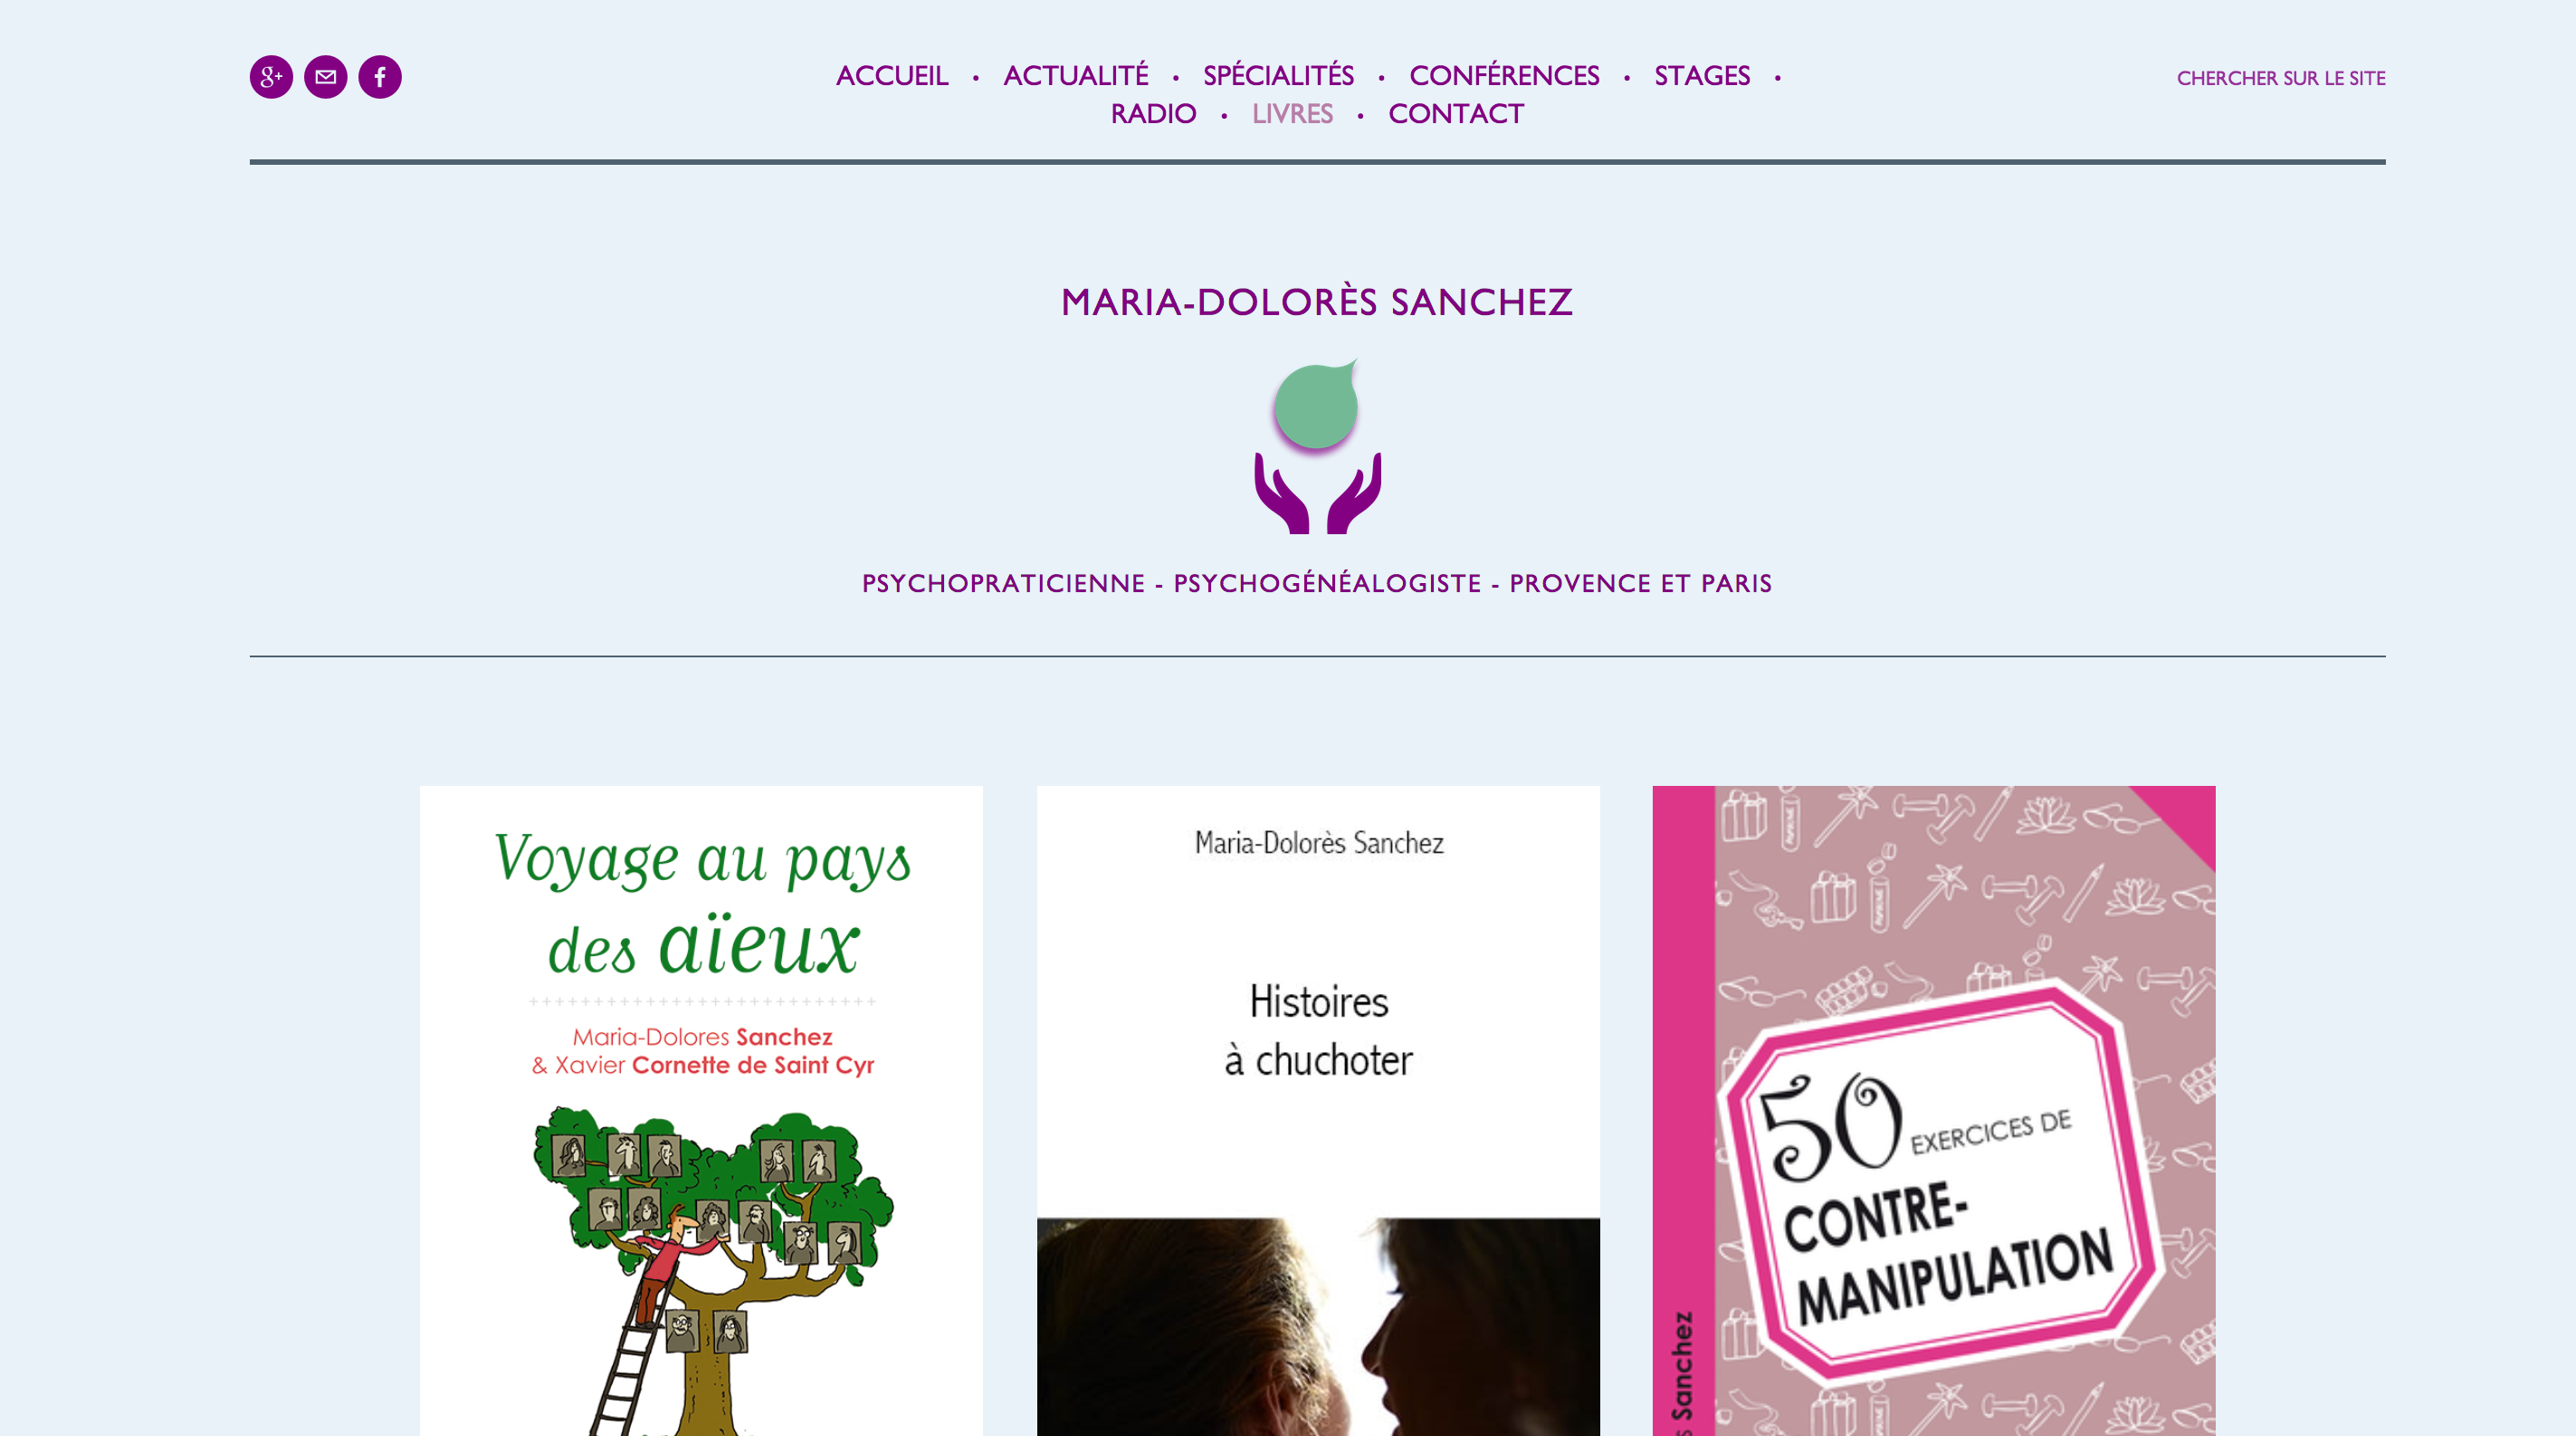 g+
f
ACCUEIL • ACTUALITÉ • SPÉCIALITÉS • CONFÉRENCES • STAGES •
RADIO • LIVRES • CONTACT
CHERCHER SUR LE SITE
MARIA-DOLORÈS SANCHEZ
PSYCHOPRATICIENNE - PSYCHOGÉNÉALOGISTE - PROVENCE ET PARIS
Voyage au pays
des aïeux
Maria-Dolores Sanchez
& Xavier Cornette de Saint Cyr
Maria-Dolorès Sanchez
Histoires
à chuchoter
50 EXERCICES DE
CONTRE-
MANIPULATION
s Sanchez